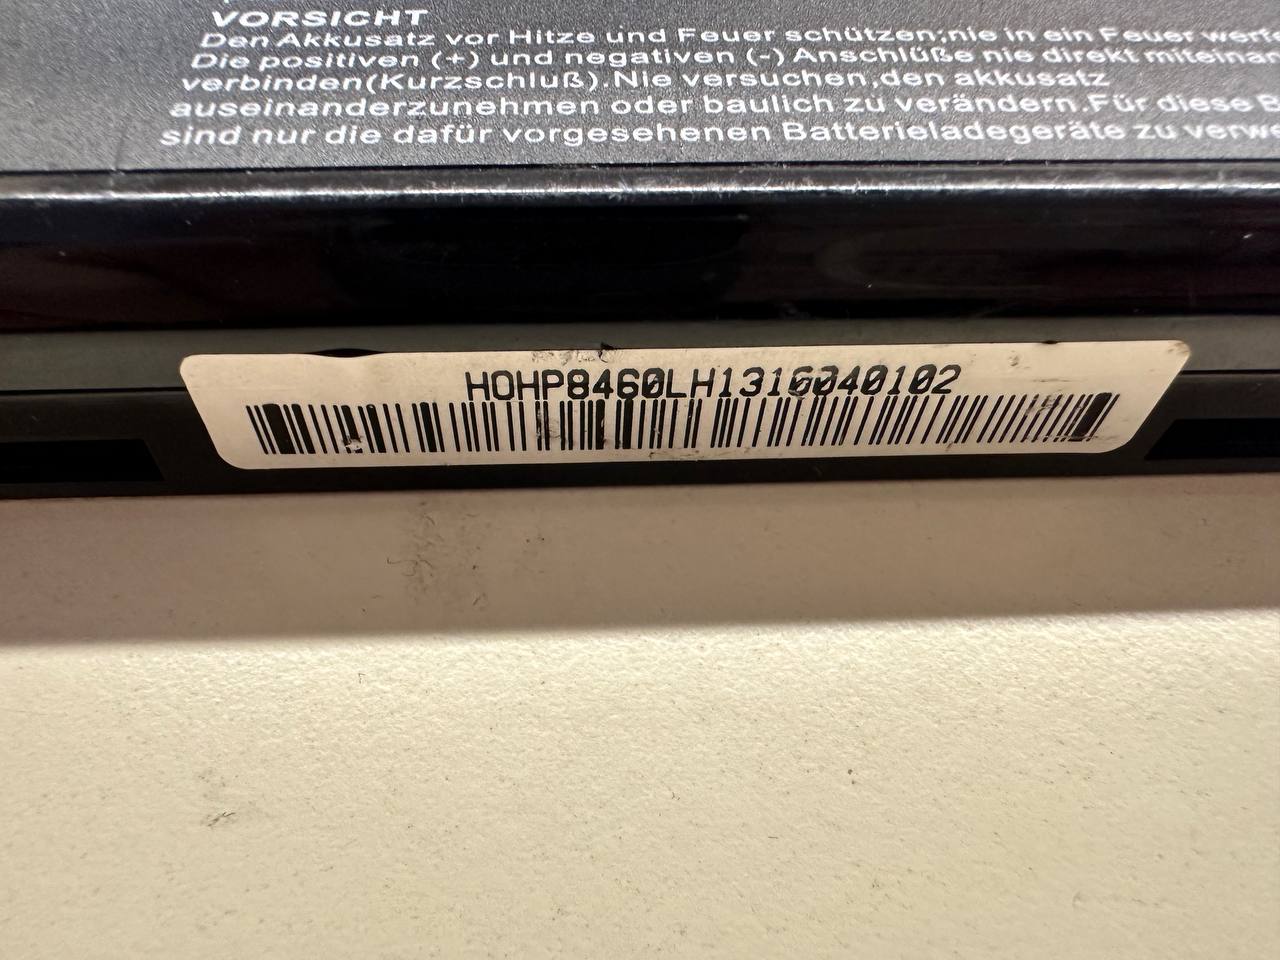 VORSICHT
Den Akkusatz vor Hitze und Feuer schützen;nie in ein Feuer werfe
Die positiven (+) und negativen (-) Anschlüße nie direkt miteinan
verbinden(Kurzschluß).Nie versuchen,den akkusatz
auseinanderzunehmen oder baulich zu verändern.Für diese B
sind nur die dafür vorgesehenen Batterieladegeräte zu verwe
HOHP8460LH1316040102